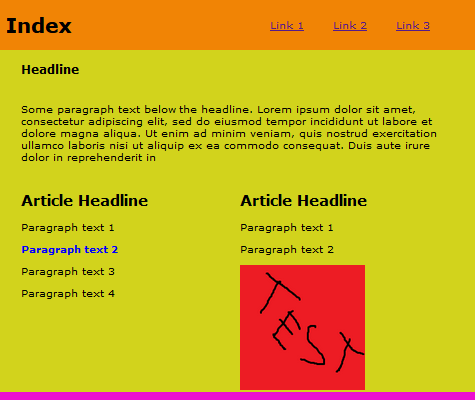 Index
Link 1 Link 2 Link 3
Headline
Some paragraph text below the headline. Lorem ipsum dolor sit amet,
consectetur adipiscing elit, sed do eiusmod tempor incididunt ut labore et
dolore magna aliqua. Ut enim ad minim veniam, quis nostrud exercitation
ullamco laboris nisi ut aliquip ex ea commodo consequat. Duis aute irure
dolor in reprehenderit in
Article Headline
Paragraph text 1
Paragraph text 2
Paragraph text 3
Paragraph text 4
Article Headline
Paragraph text 1
Paragraph text 2